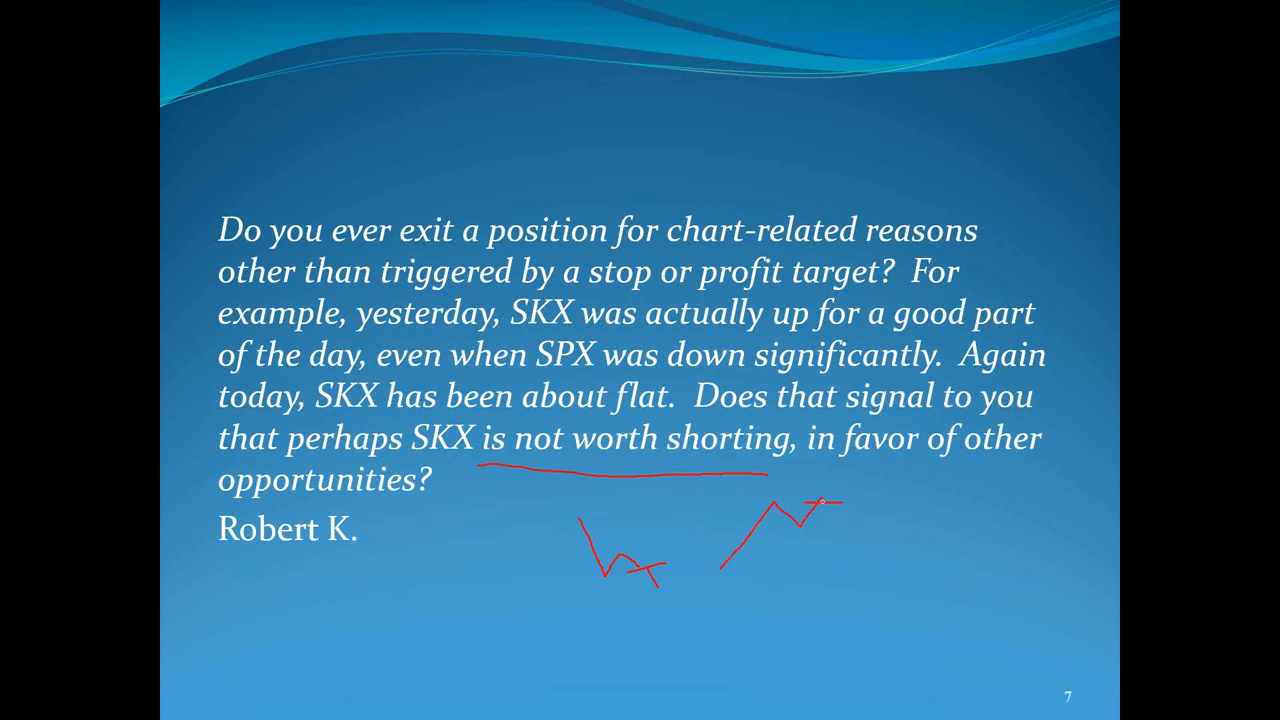 Do you ever exit a position for chart-related reasons
other than triggered by a stop or profit target?  For
example, yesterday, SKX was actually up for a good part
of the day, even when SPX was down significantly.  Again
today, SKX has been about flat.  Does that signal to you
that perhaps SKX is not worth shorting, in favor of other
opportunities?
Robert K.
7